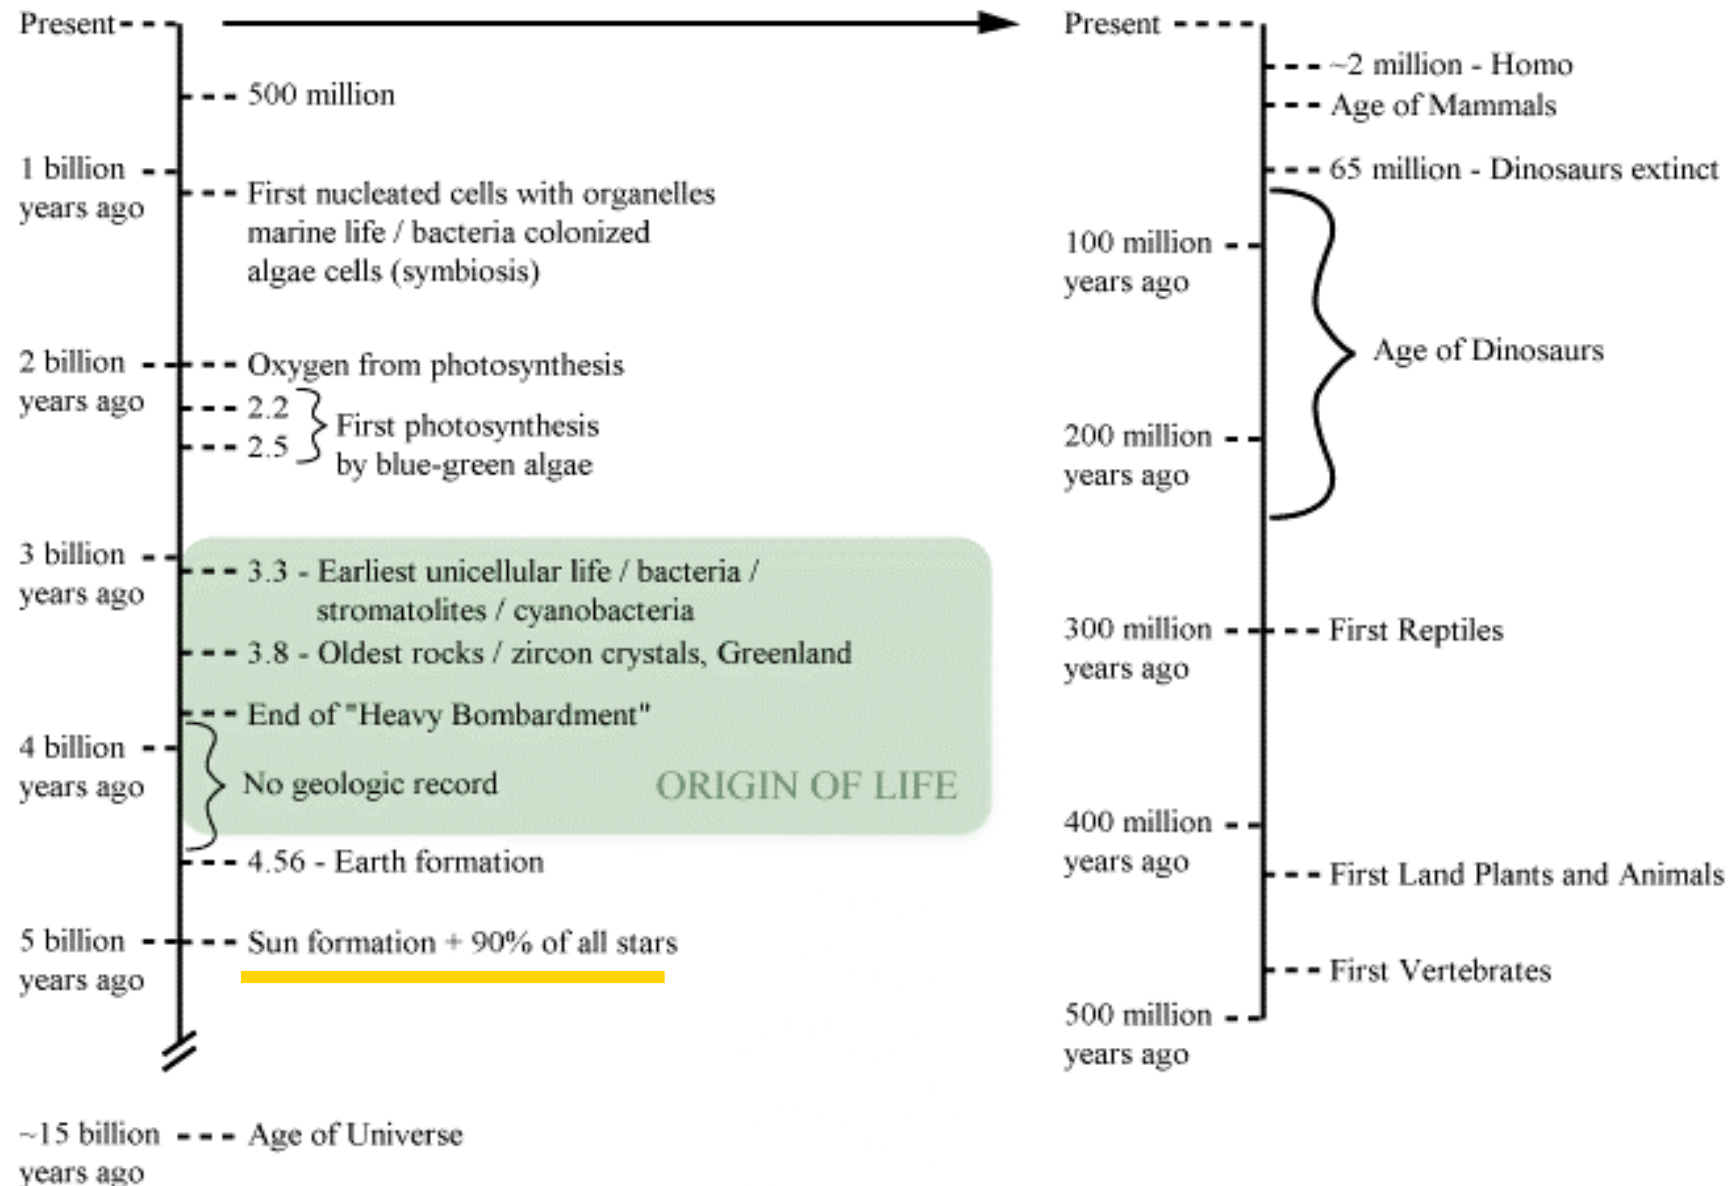 Present
500 million
1 billion
years ago
First nucleated cells with organelles
marine life / bacteria colonized
algae cells (symbiosis)
2 billion
years ago
Oxygen from photosynthesis
2.2
2.5
First photosynthesis
by blue-green algae
3 billion
years ago
3.3 - Earliest unicellular life / bacteria /
stromatolites / cyanobacteria
3.8 - Oldest rocks / zircon crystals, Greenland
End of "Heavy Bombardment"
4 billion
years ago
No geologic record
ORIGIN OF LIFE
4.56 - Earth formation
5 billion
years ago
Sun formation + 90% of all stars
~15 billion
years ago
Age of Universe
Present
~2 million - Homo
Age of Mammals
65 million - Dinosaurs extinct
100 million
years ago
Age of Dinosaurs
200 million
years ago
300 million
years ago
First Reptiles
400 million
years ago
First Land Plants and Animals
First Vertebrates
500 million
years ago